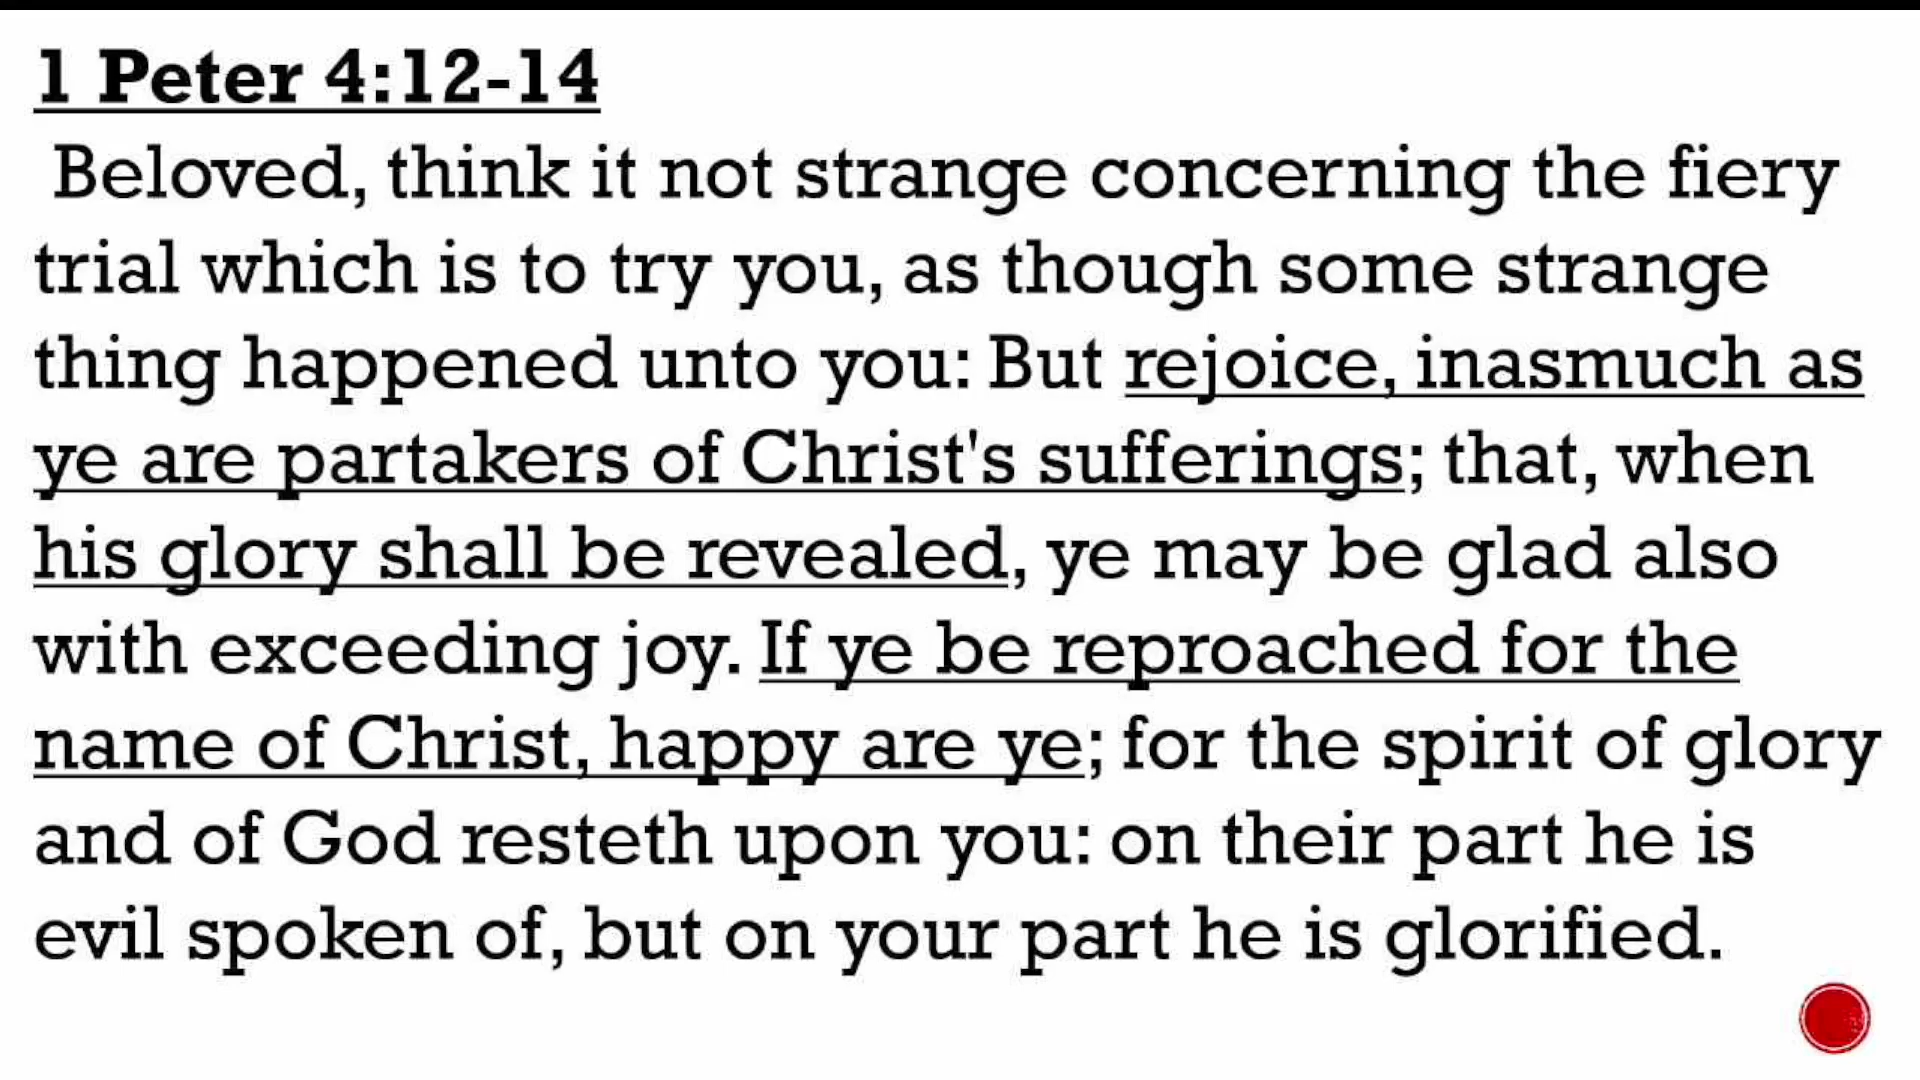 1 Peter 4:12-14
Beloved, think it not strange concerning the fiery
trial which is to try you, as though some strange
thing happened unto you: But rejoice, inasmuch as
ye are partakers of Christ's sufferings; that, when
his glory shall be revealed, ye may be glad also
with exceeding joy. If ye be reproached for the
name of Christ, happy are ye; for the spirit of glory
and of God resteth upon you: on their part he is
evil spoken of, but on your part he is glorified.